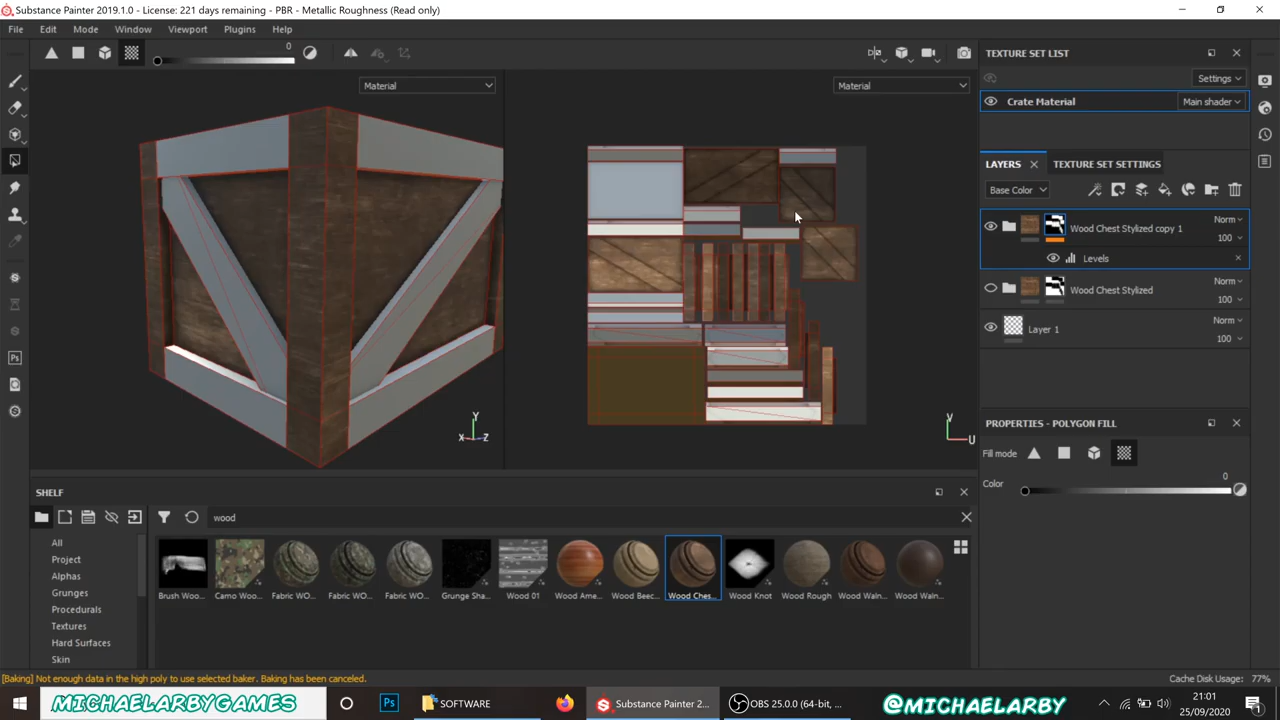 Substance Painter 2019.1.0 - License: 221 days remaining - PBR - Metallic Roughness (Read only)
File Edit Mode Window Viewport Plugins Help
0
Material
Material
TEXTURE SET LIST
Settings
Crate Material Main shader
LAYERS TEXTURE SET SETTINGS
Base Color
Wood Chest Stylized copy 1 Norm
100
Levels
Wood Chest Stylized Norm
100
Layer 1 Norm
100
Y
X Z
V
U
PROPERTIES - POLYGON FILL
Fill mode
Color 0
SHELF
wood
All
Project
Alphas
Grunges
Procedurals
Textures
Hard Surfaces
Skin
Brush Woo... Camo Woo... Fabric WO... Fabric WO... Fabric WO... Grunge Sha... Wood 01 Wood Ame... Wood Beec... Wood Ches... Wood Knot Wood Rough Wood Waln... Wood Waln...
[Baking] Not enough data in the high poly to use selected baker. Baking has been canceled.
Cache Disk Usage: 77%
MICHAELARBYGAMES
Ps
SOFTWARE
Substance Painter 2...
OBS 25.0.0 (64-bit, ...
@MICHAELARBY
21:01
25/09/2020
1
Ps